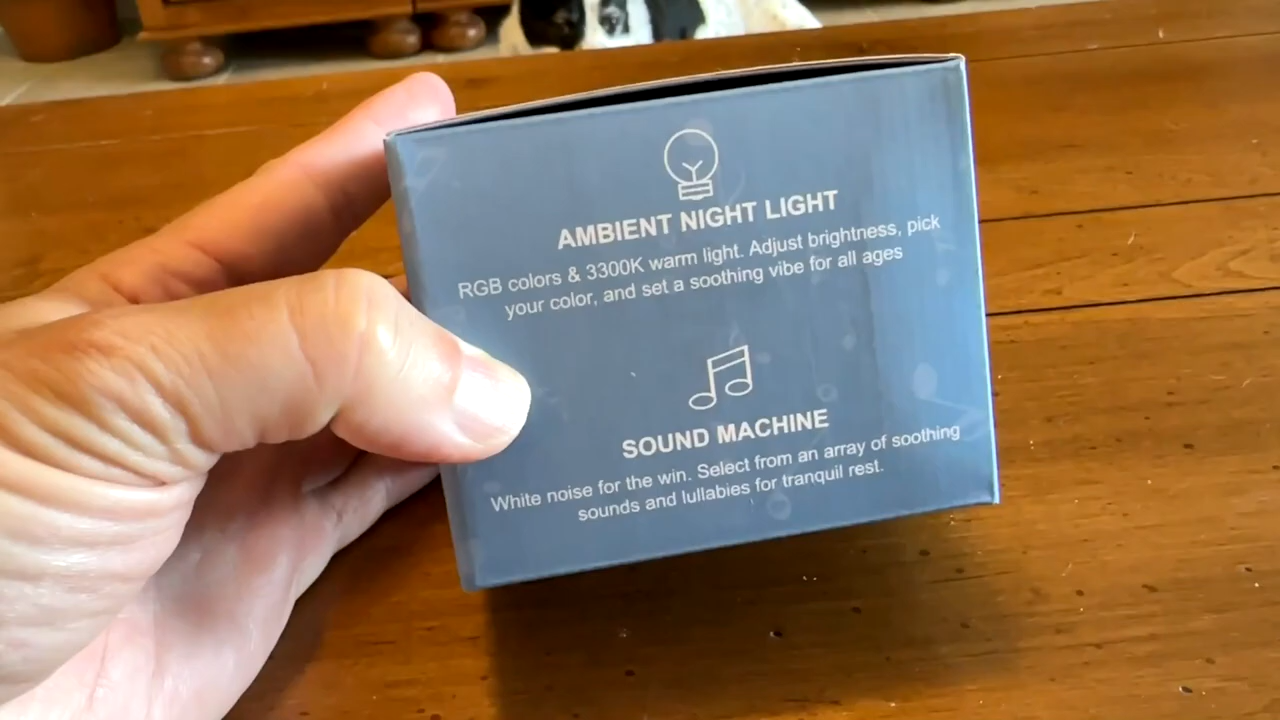 AMBIENT NIGHT LIGHT
RGB colors & 3300K warm light. Adjust brightness, pick
your color, and set a soothing vibe for all ages
SOUND MACHINE
White noise for the win. Select from an array of soothing
sounds and lullabies for tranquil rest.